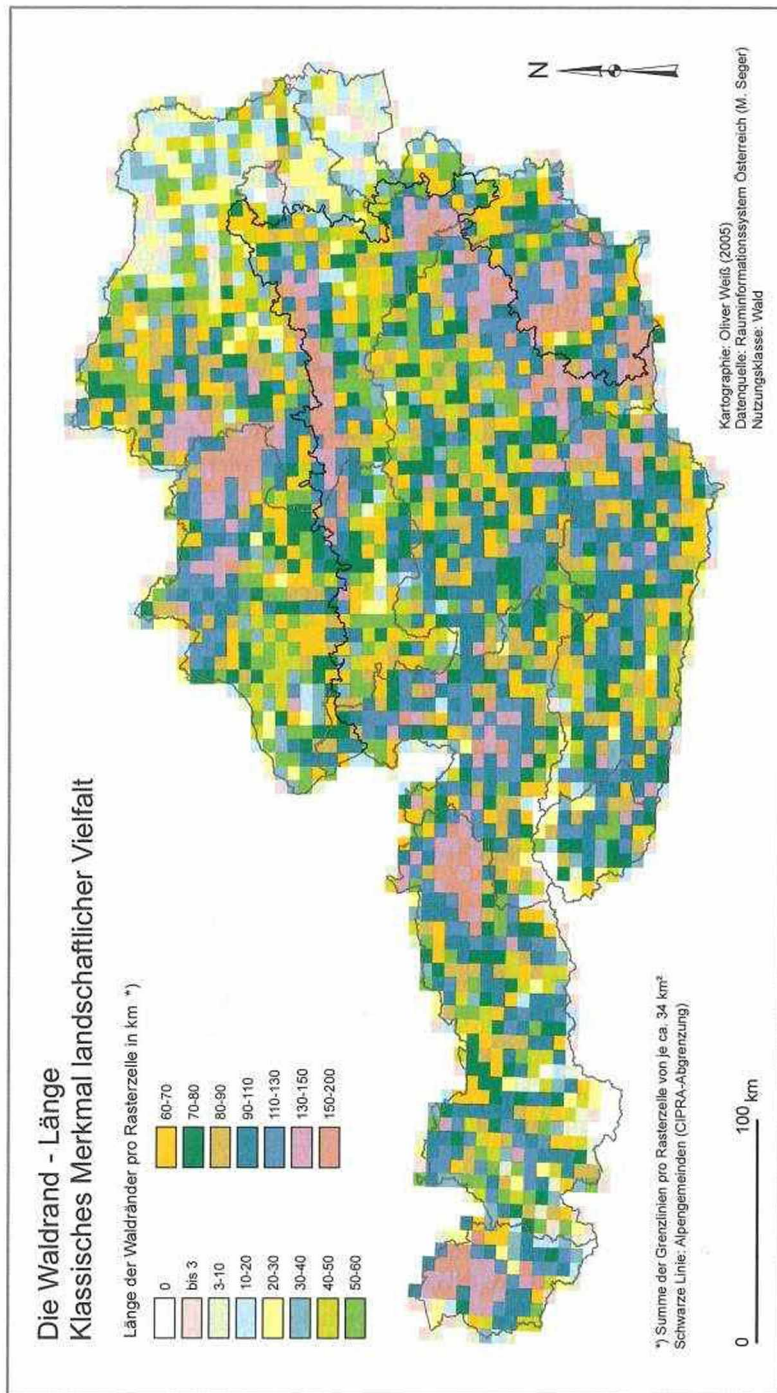 Die Waldrand - Länge
Klassisches Merkmal landschaftlicher Vielfalt
Länge der Waldränder pro Rasterzelle in km *)
0
bis 3
3-10
10-20
20-30
30-40
40-50
50-60
60-70
70-80
80-90
90-110
110-130
130-150
150-200
N
*) Summe der Grenzlinien pro Rasterzelle von je ca. 34 km²
Schwarze Linie: Alpengemeinden (CIPRA-Abgrenzung)
0
100 km
Kartographie: Oliver Weiß (2005)
Datenquelle: Rauminformationssystem Österreich (M. Seger)
Nutzungsklasse: Wald